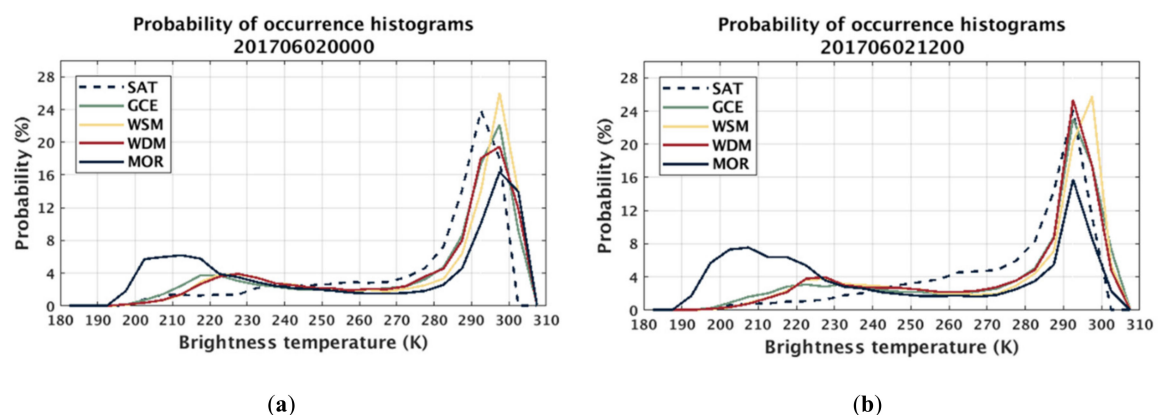 Probability of occurrence histograms
201706020000
Probability (%)
28
24
20
16
12
8
4
0
SAT
GCE
WSM
WDM
MOR
180 190 200 210 220 230 240 250 260 270 280 290 300 310
Brightness temperature (K)
(a)
Probability of occurrence histograms
201706021200
Probability (%)
28
24
20
16
12
8
4
0
SAT
GCE
WSM
WDM
MOR
180 190 200 210 220 230 240 250 260 270 280 290 300 310
Brightness temperature (K)
(b)